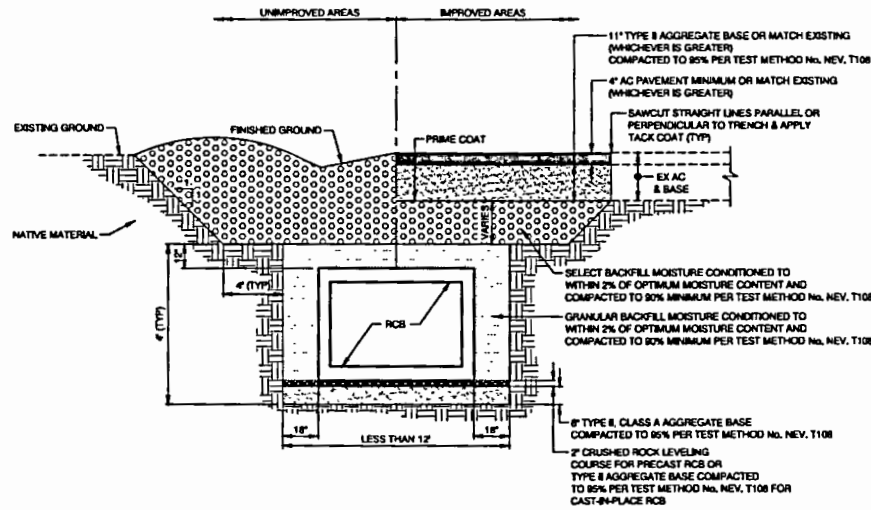 UNIMPROVED AREAS
IMPROVED AREAS
11" TYPE II AGGREGATE BASE OR MATCH EXISTING
(WHICHEVER IS GREATER)
COMPACTED TO 95% PER TEST METHOD No. NEV. T108
4" AC PAVEMENT MINIMUM OR MATCH EXISTING
(WHICHEVER IS GREATER)
SAWCUT STRAIGHT LINES PARALLEL OR
PERPENDICULAR TO TRENCH & APPLY
TACK COAT (TYP)
EXISTING GROUND
FINISHED GROUND
PRIME COAT
EX AC
& BASE
NATIVE MATERIAL
VARIES
12"
4' (TYP)
4' (TYP)
RCB
SELECT BACKFILL MOISTURE CONDITIONED TO
WITHIN 2% OF OPTIMUM MOISTURE CONTENT AND
COMPACTED TO 90% MINIMUM PER TEST METHOD No. NEV. T108
GRANULAR BACKFILL MOISTURE CONDITIONED TO
WITHIN 2% OF OPTIMUM MOISTURE CONTENT AND
COMPACTED TO 90% MINIMUM PER TEST METHOD No. NEV. T108
18"
18"
LESS THAN 12'
8" TYPE II, CLASS A AGGREGATE BASE
COMPACTED TO 95% PER TEST METHOD No. NEV. T108
2" CRUSHED ROCK LEVELING
COURSE FOR PRECAST RCB OR
TYPE II AGGREGATE BASE COMPACTED
TO 95% PER TEST METHOD No. NEV. T108 FOR
CAST-IN-PLACE RCB